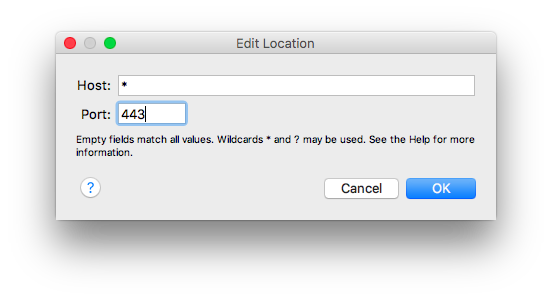 Edit Location
Host: *
Port: 443
Empty fields match all values. Wildcards * and ? may be used. See the Help for more
information.
? Cancel OK